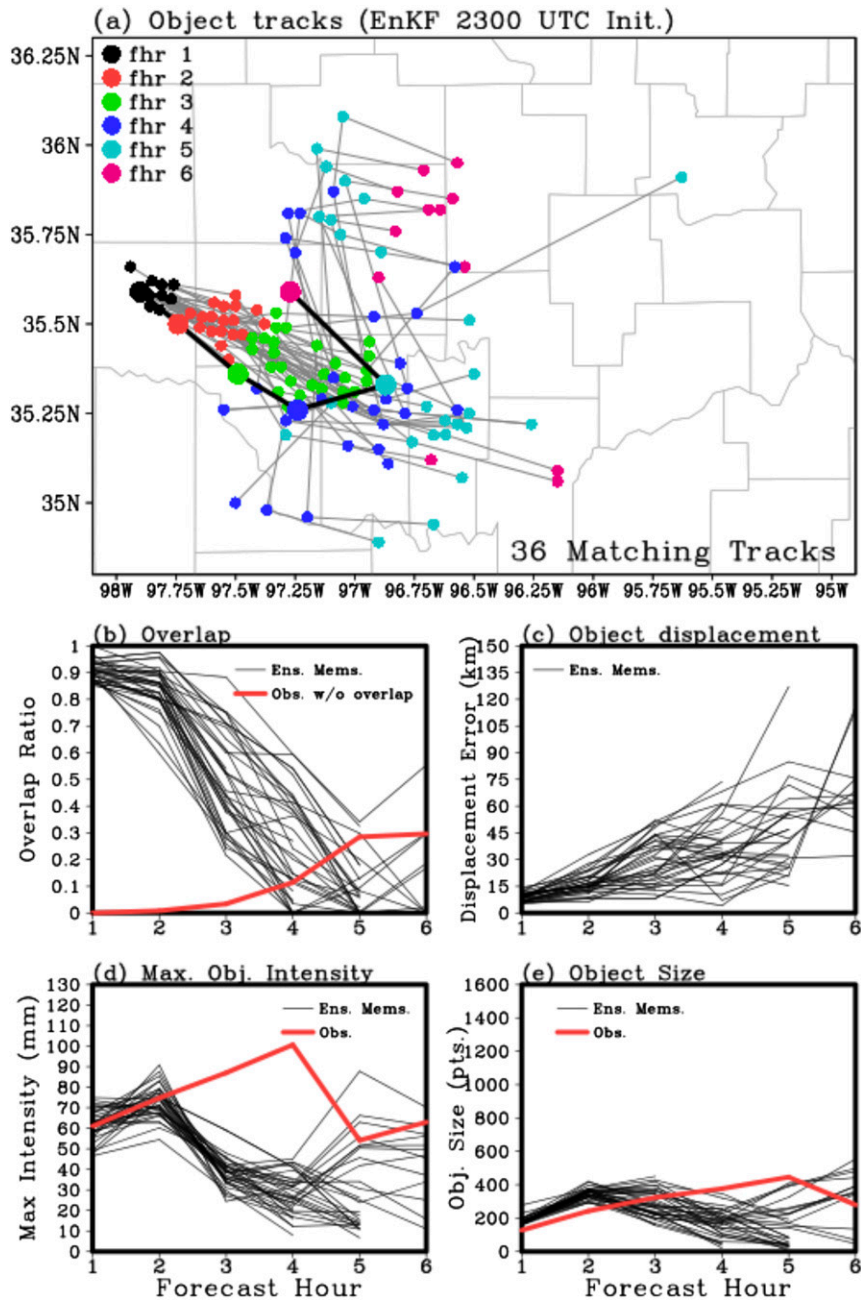 (a) Object tracks (EnKF 2300 UTC Init.)
36.25N
36N
35.75N
35.5N
35.25N
35N
fhr 1
fhr 2
fhr 3
fhr 4
fhr 5
fhr 6
36 Matching Tracks
98W 97.75W 97.5W 97.25W 97W 96.75W 96.5W 96.25W 96W 95.75W 95.5W 95.25W 95W
(b) Overlap
Overlap Ratio
1
0.9
0.8
0.7
0.6
0.5
0.4
0.3
0.2
0.1
0
Ens. Mems.
Obs. w/o overlap
1 2 3 4 5 6
(c) Object displacement
Displacement Error (km)
150
135
120
105
90
75
60
45
30
15
0
Ens. Mems.
1 2 3 4 5 6
(d) Max. Obj. Intensity
Max Intensity (mm)
130
120
110
100
90
80
70
60
50
40
30
20
10
0
Ens. Mems.
Obs.
1 2 3 4 5 6
Forecast Hour
(e) Object Size
Obj. Size (pts.)
1600
1400
1200
1000
800
600
400
200
0
Ens. Mems.
Obs.
1 2 3 4 5 6
Forecast Hour